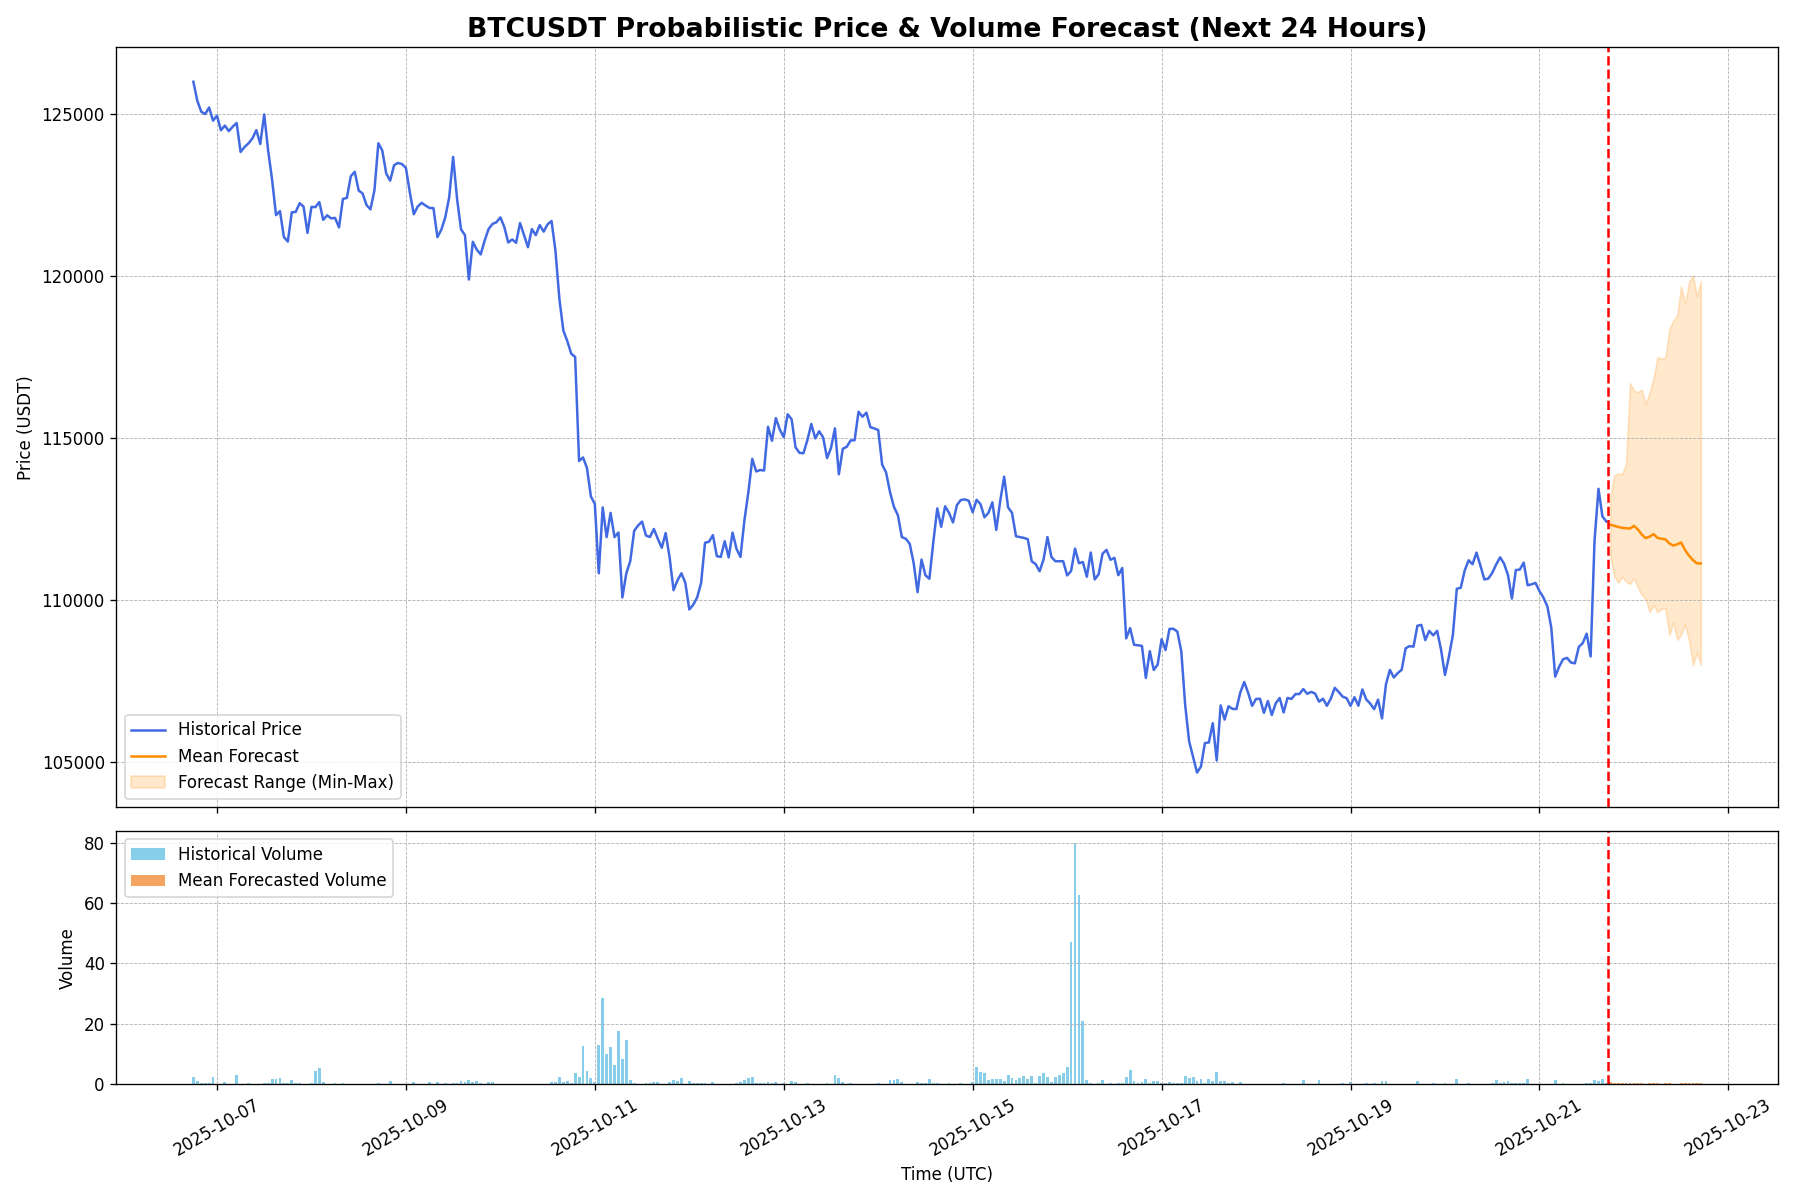 BTCUSDT Probabilistic Price & Volume Forecast (Next 24 Hours)
125000
120000
115000
110000
105000
Price (USDT)
Historical Price
Mean Forecast
Forecast Range (Min-Max)
80
60
40
20
0
Volume
Historical Volume
Mean Forecasted Volume
2025-10-07
2025-10-09
2025-10-11
2025-10-13
2025-10-15
2025-10-17
2025-10-19
2025-10-21
2025-10-23
Time (UTC)